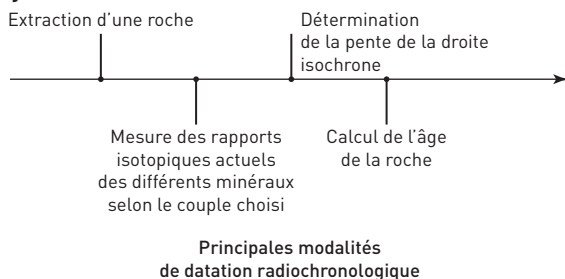 Extraction d’une roche
Détermination
de la pente de la droite
isochrone
Mesure des rapports
isotopiques actuels
des différents minéraux
selon le couple choisi
Calcul de l’âge
de la roche
Principales modalités
de datation radiochronologique